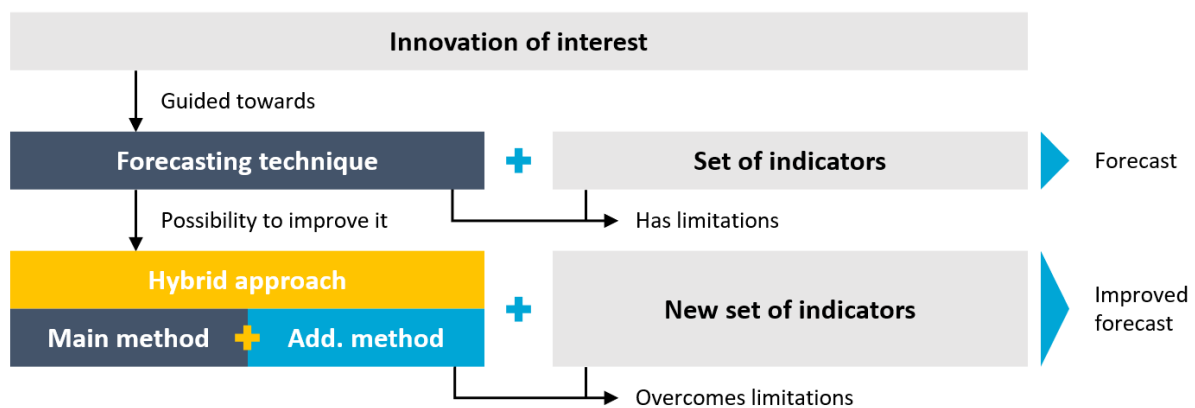 Innovation of interest
Guided towards
Forecasting technique
Set of indicators
Forecast
Possibility to improve it
Has limitations
Hybrid approach
New set of indicators
Improved
forecast
Main method
Add. method
Overcomes limitations